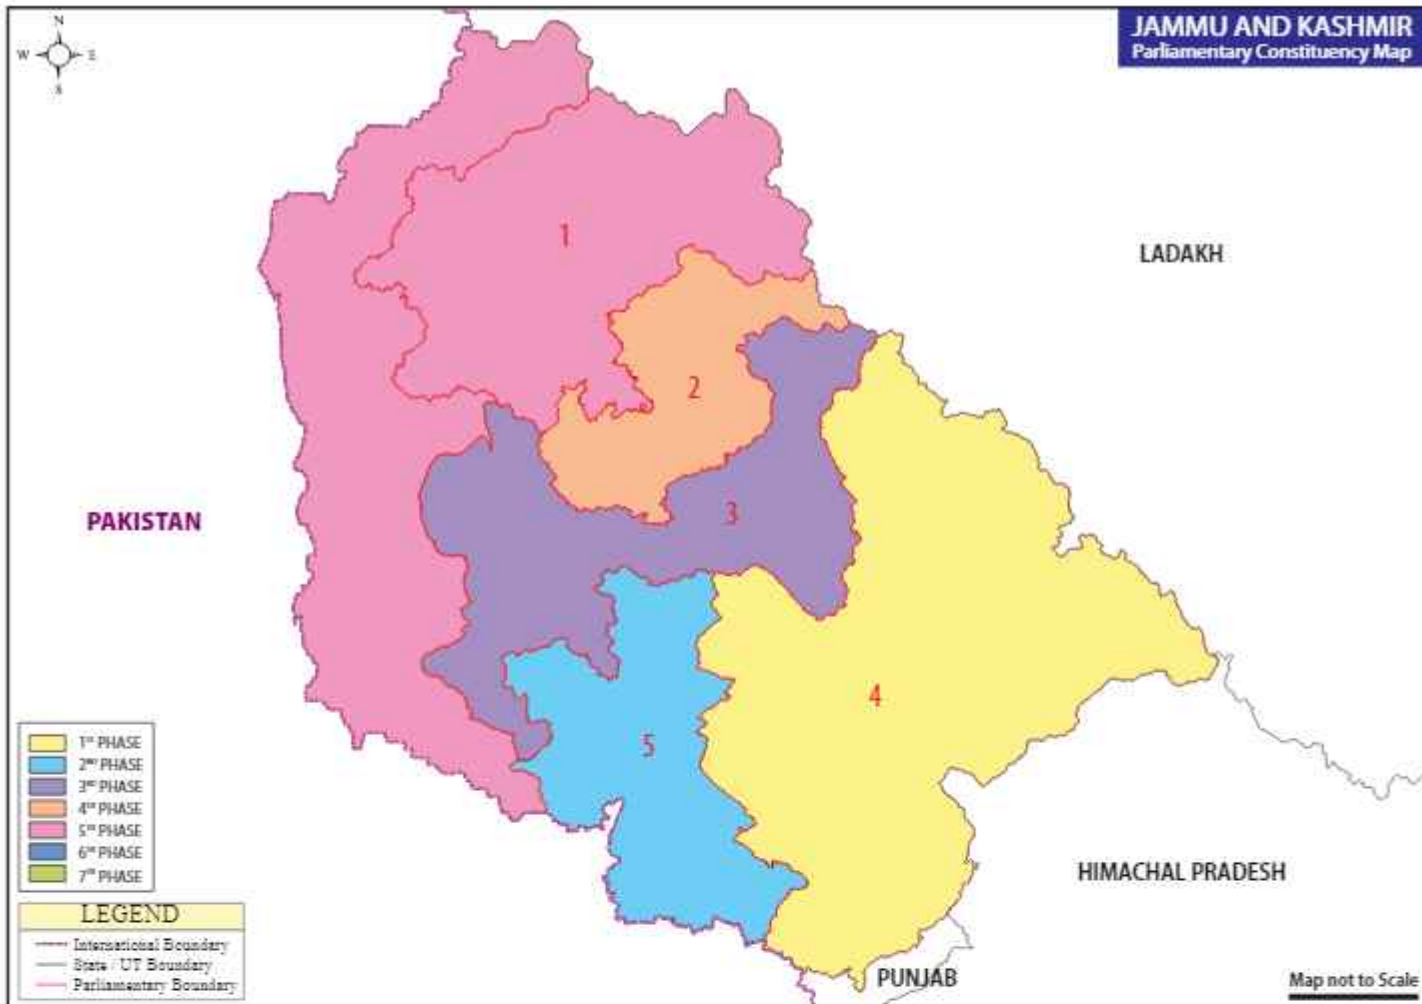 N
W E
S
JAMMU AND KASHMIR
Parliamentary Constituency Map
1
LADAKH
2
PAKISTAN
3
4
5
1ST PHASE
2ND PHASE
3RD PHASE
4TH PHASE
5TH PHASE
6TH PHASE
7TH PHASE
HIMACHAL PRADESH
LEGEND
International Boundary
State / UT Boundary
Parliamentary Boundary
PUNJAB
Map not to Scale